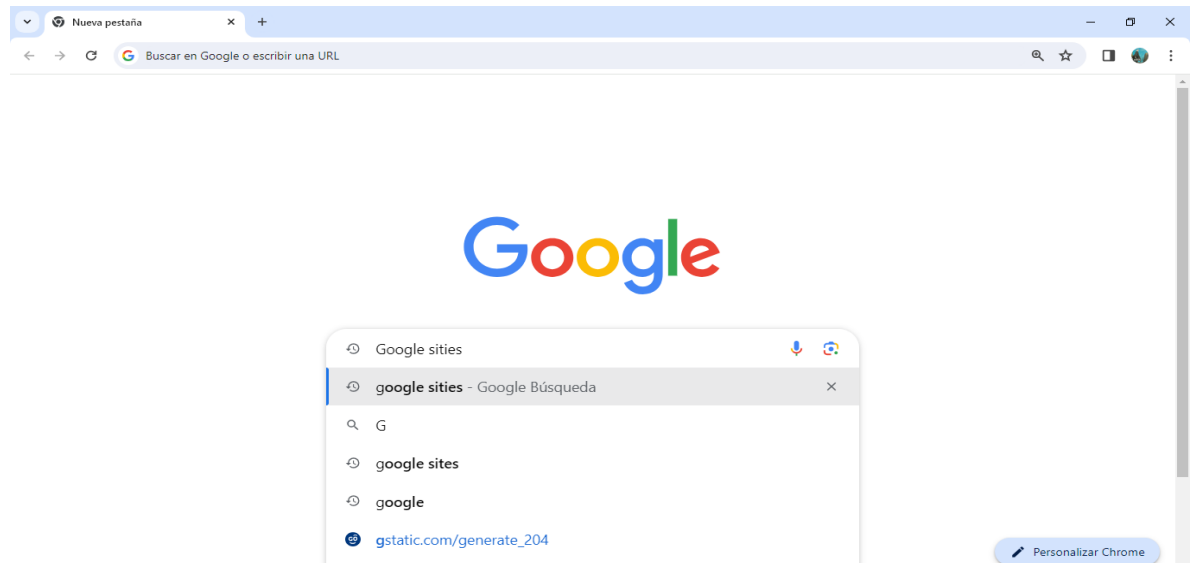 Nueva pestaña
Buscar en Google o escribir una URL
Google
Google sities
google sities - Google Búsqueda
G
google sites
google
gstatic.com/generate_204
Personalizar Chrome